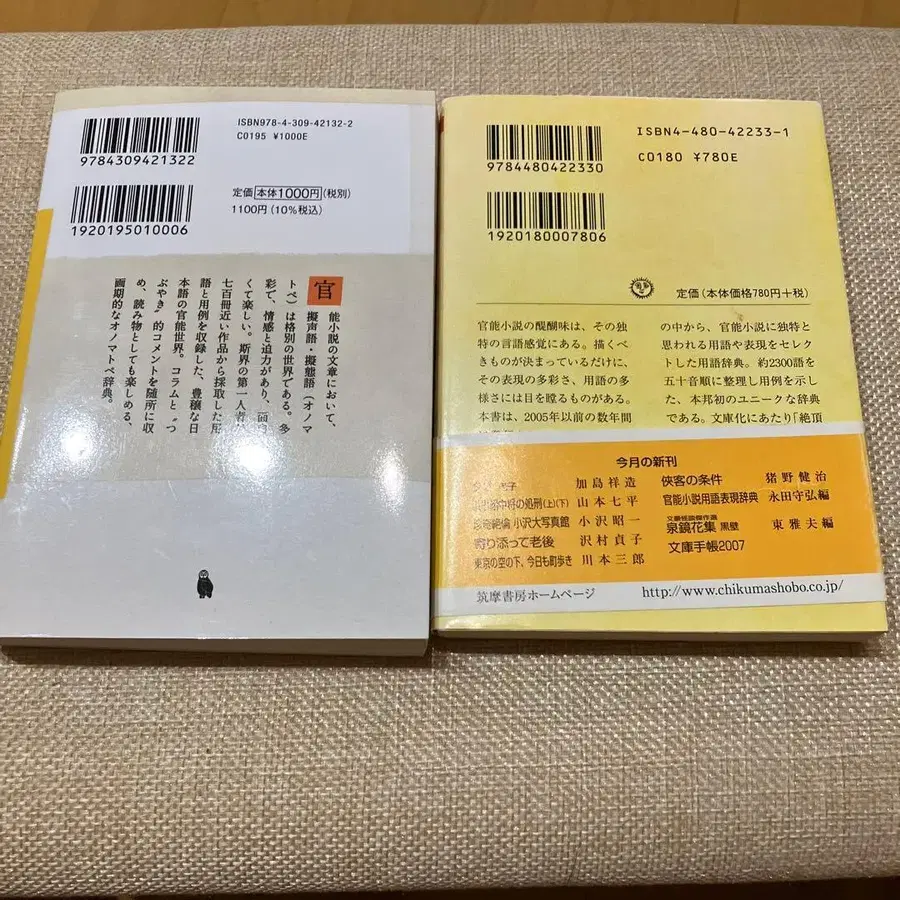 ISBN978-4-309-42132-2
C0195 ¥1000E
9784309421322
定価 本体1000円(税別)
1100円(10%税込)
1920195010006
官能小説の文章において、
擬声語・擬態語(オノマ
トペ)は格別の世界である。多
彩で、情感と迫力があり、面白
くて楽しい。斯界の第一人者が
七百冊近い作品から採取した用
語と用例を収録した、豊穣な日
本語の官能世界。コラムと“つ
ぶやき”的コメントを随所に収
め、読み物としても楽しめる、
画期的なオノマトペ辞典。
ISBN4-480-42233-1
C0180 ¥780E
9784480422330
1920180007806
定価(本体価格780円+税)
官能小説の醍醐味は、その独
特の言語感覚にある。描くべ
きものが決まっているだけに、
その表現の多彩さ、用語の多
様さには目を瞠るものがある。
本書は、2005年以前の数年間
の中から、官能小説に独特と
思われる用語や表現をセレク
トした用語辞典。約2300語を
五十音順に整理し用例を示し
た、本邦初のユニークな辞典
である。文庫化にあたり「絶頂
今月の新刊
加島祥造
の処刑(上)(下) 山本七平
絶倫 小沢大写真館 小沢昭一
寄り添って老後 沢村貞子
東京の空の下、今日も町歩き 川本三郎
侠客の条件 猪野健治
官能小説用語表現辞典 永田守弘編
文豪怪談傑作選
泉鏡花集 黒壁 東雅夫編
文庫手帳2007
筑摩書房ホームページ http://www.chikumashobo.co.jp/